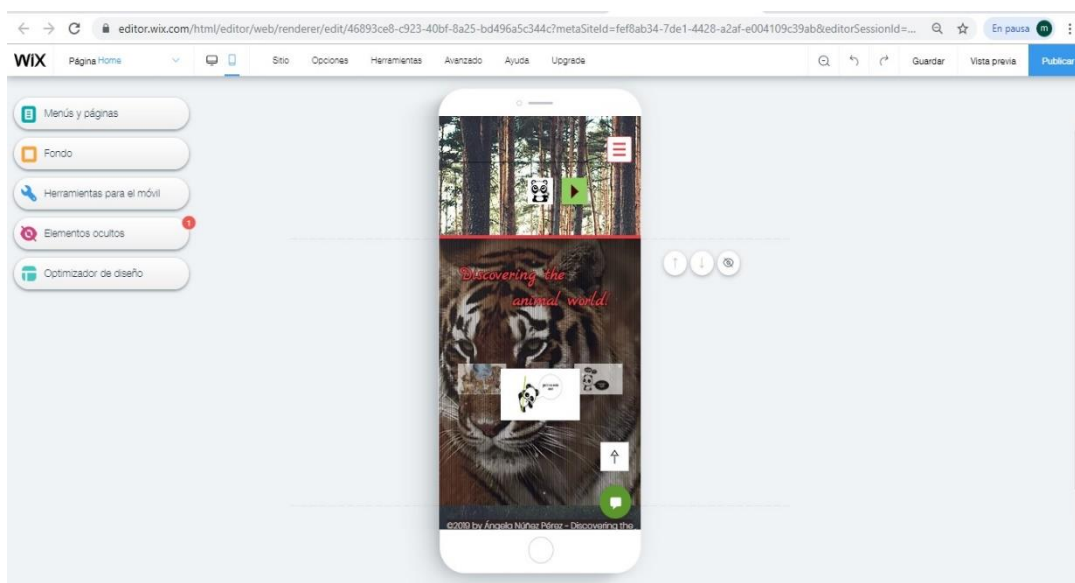 editor.wix.com/html/editor/web/renderer/edit/46893ce8-c923-40bf-8a25-bd496a5c344c?metaSiteId=fef8ab34-7de1-4428-a2af-e004109c39ab&editorSessionId=...
En pausa
m
WiX
Página Home
Sitio
Opciones
Herramientas
Avanzado
Ayuda
Upgrade
Guardar
Vista previa
Publicar
Menús y páginas
Fondo
Herramientas para el móvil
Elementos ocultos
1
Optimizador de diseño
Discovering the
animal world!
©2019 by Ángela Núñez Pérez - Discovering the